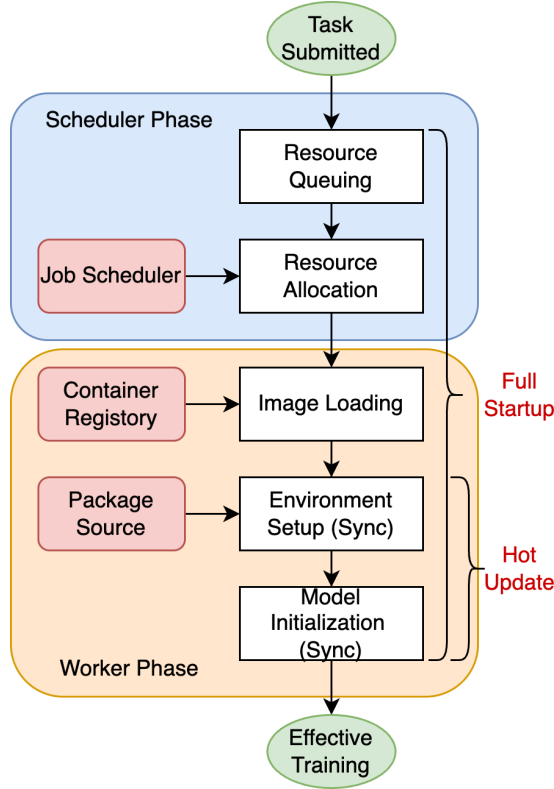 Task
Submitted
Scheduler Phase
Resource
Queuing
Job Scheduler
Resource
Allocation
Container
Registory
Image Loading
Full
Startup
Package
Source
Environment
Setup (Sync)
Hot
Update
Model
Initialization
(Sync)
Worker Phase
Effective
Training